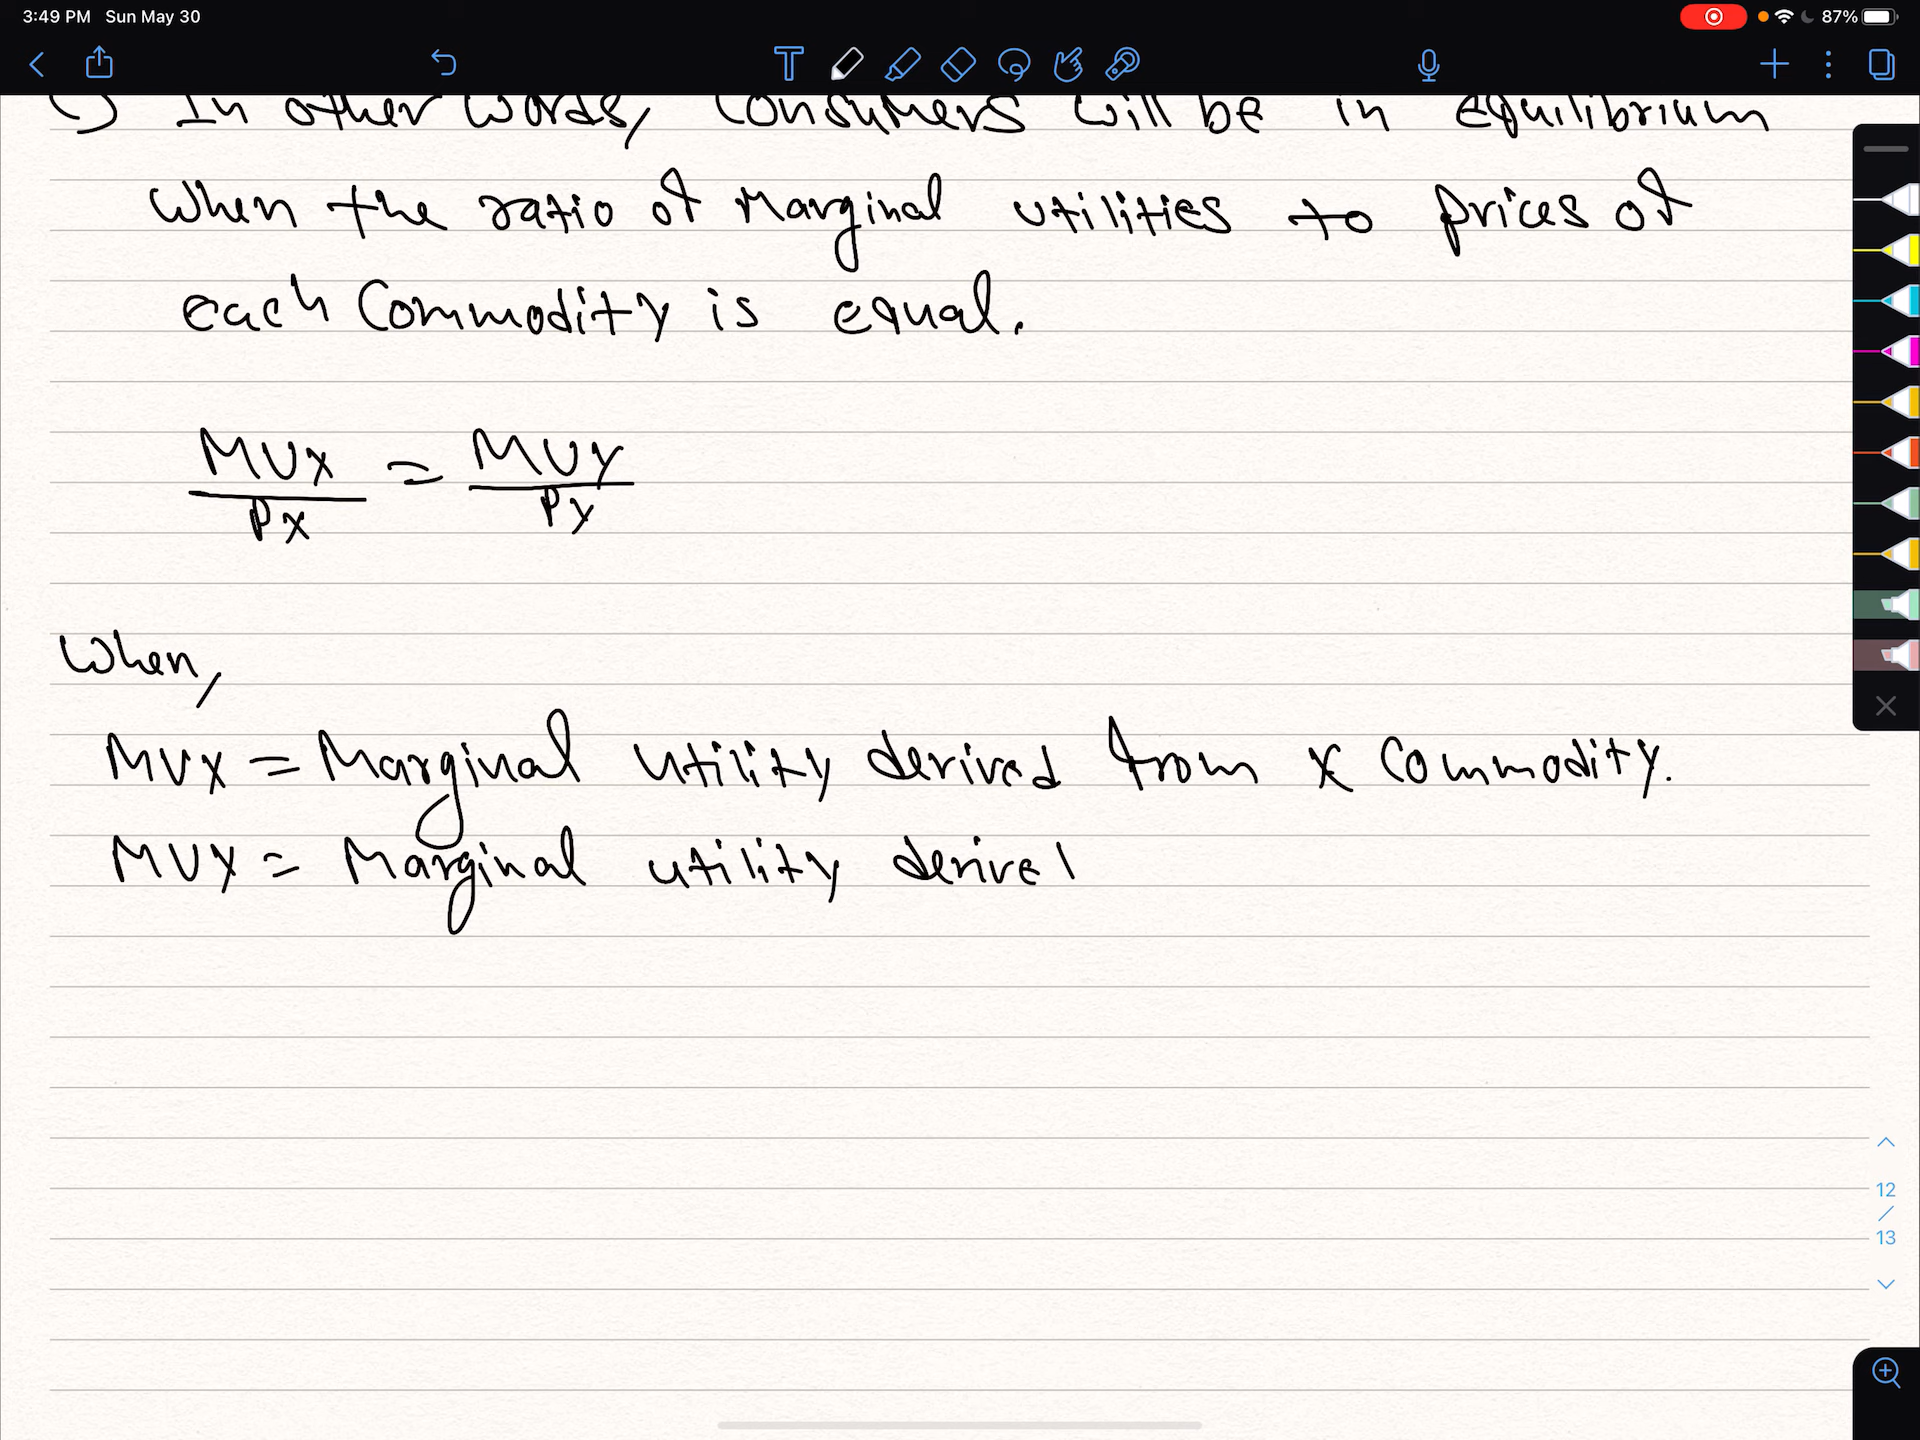 3:49 PM Sun May 30
87%
T
In other words, Consumers will be in equilibrium
when the ratio of Marginal utilities to prices of
each Commodity is equal.
MUx = MUy
Px Py
When,
MUx = Marginal utility derived from x Commodity.
MUy = Marginal utility derive
12
/
13